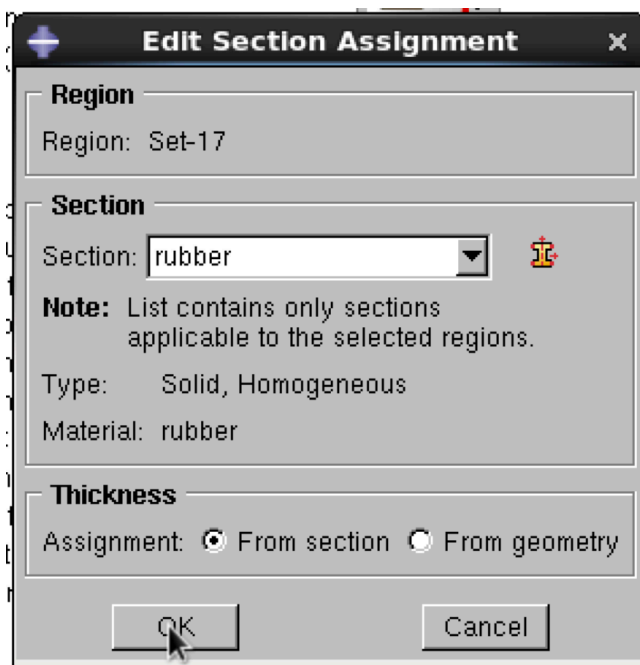 Edit Section Assignment
Region
Region: Set-17
Section
Section: rubber
Note: List contains only sections
applicable to the selected regions.
Type: Solid, Homogeneous
Material: rubber
Thickness
Assignment: From section From geometry
OK Cancel